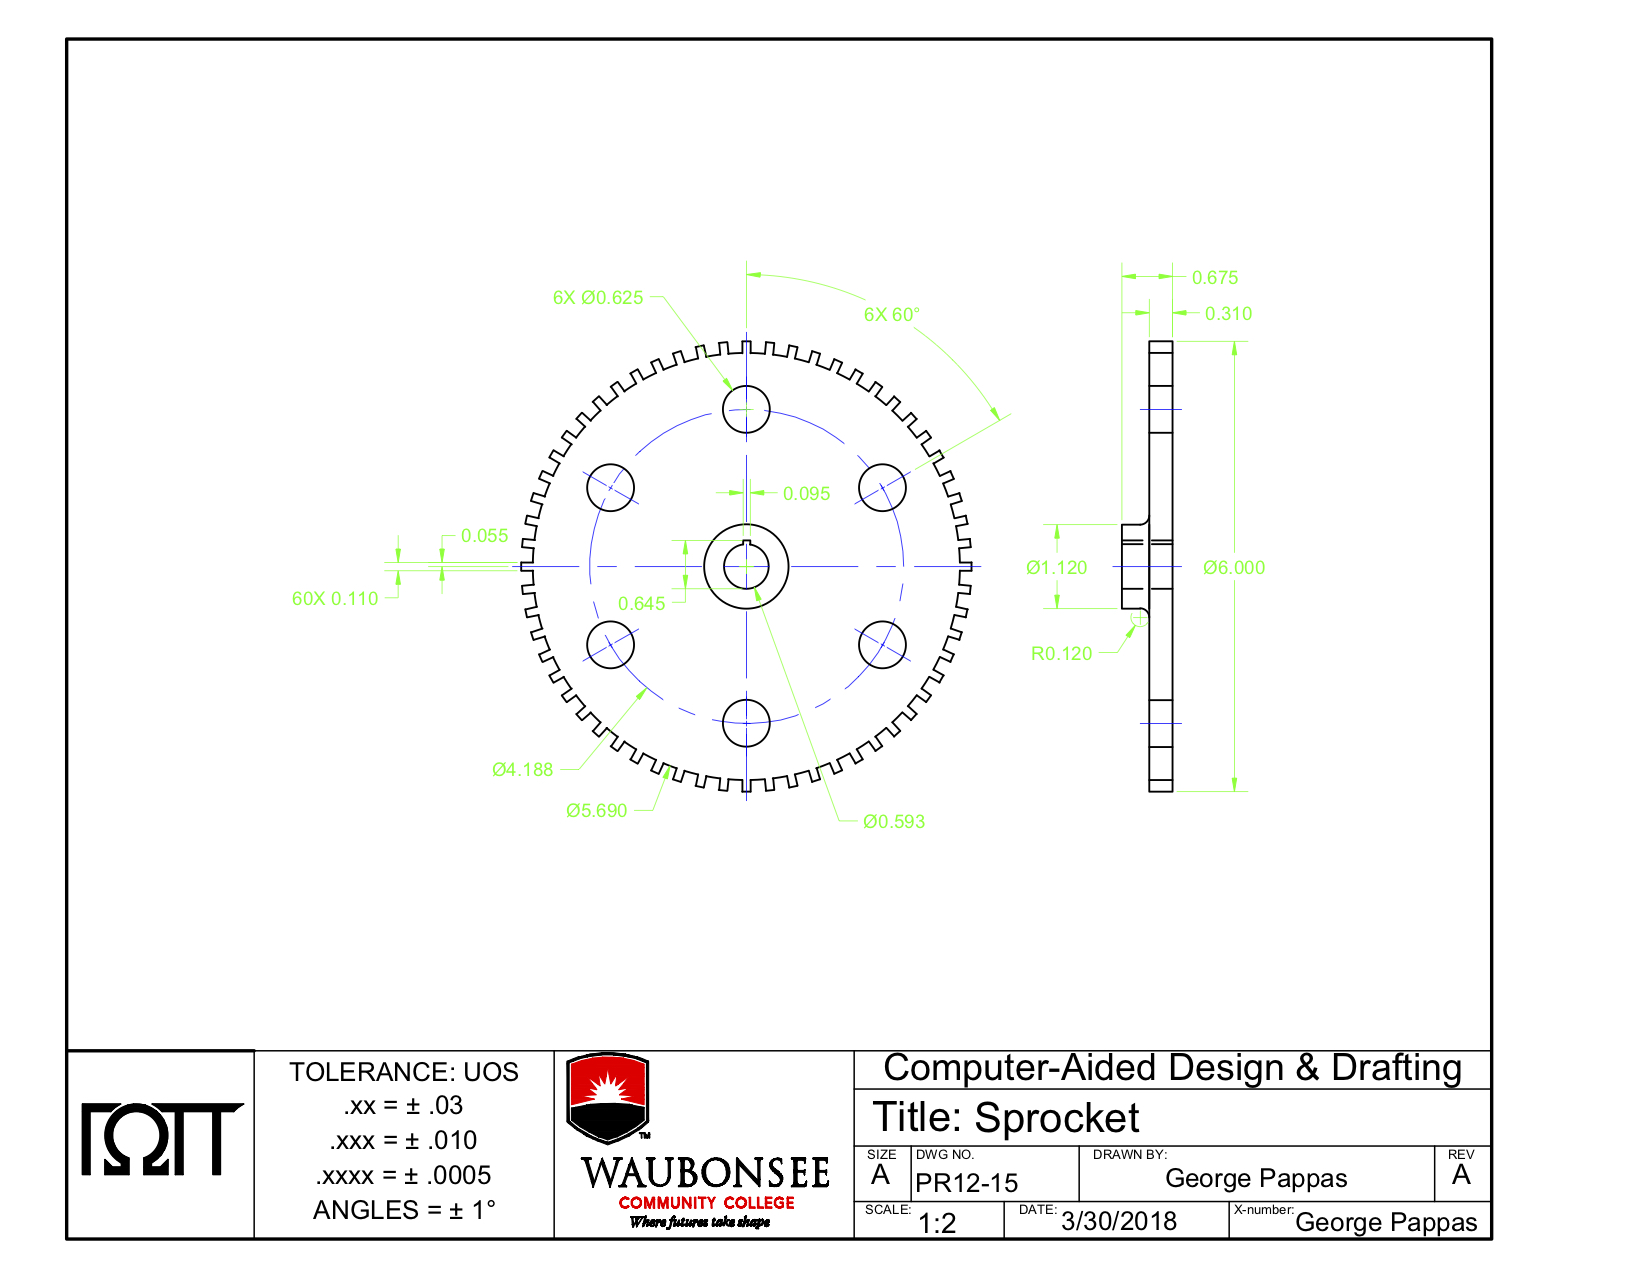 0.675
6X Ø0.625
6X 60°
0.310
0.095
0.055
Ø1.120
Ø6.000
60X 0.110
0.645
R0.120
Ø4.188
Ø5.690
Ø0.593
TOLERANCE: UOS
.xx = ± .03
.xxx = ± .010
.xxxx = ± .0005
ANGLES = ± 1°
TM
WAUBONSEE
COMMUNITY COLLEGE
Where futures take shape
Computer-Aided Design & Drafting
Title: Sprocket
SIZE
A
DWG NO.
PR12-15
DRAWN BY:
George Pappas
REV
A
SCALE:
1:2
DATE:
3/30/2018
X-number:
George Pappas